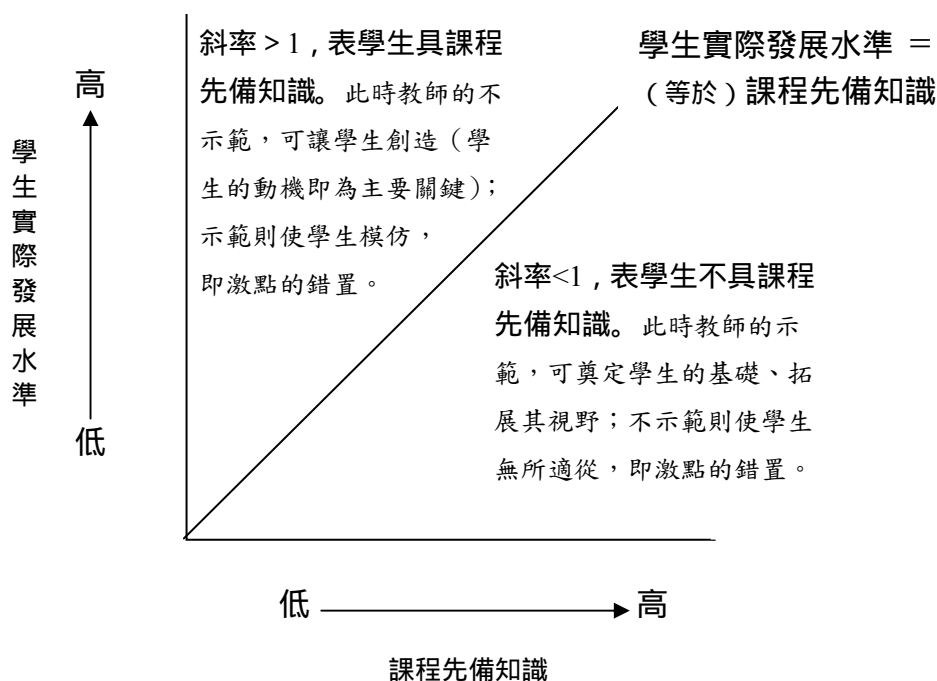 斜率 > 1，表學生具課程
先備知識。此時教師的不
示範，可讓學生創造（學
生的動機即為主要關鍵）；
示範則使學生模仿，
即激點的錯置。
學生實際發展水準 ＝
（等於）課程先備知識
高
學生實際發展水準
低
斜率<1，表學生不具課程
先備知識。此時教師的示
範，可奠定學生的基礎、拓
展其視野；不示範則使學生
無所適從，即激點的錯置。
低
高
課程先備知識